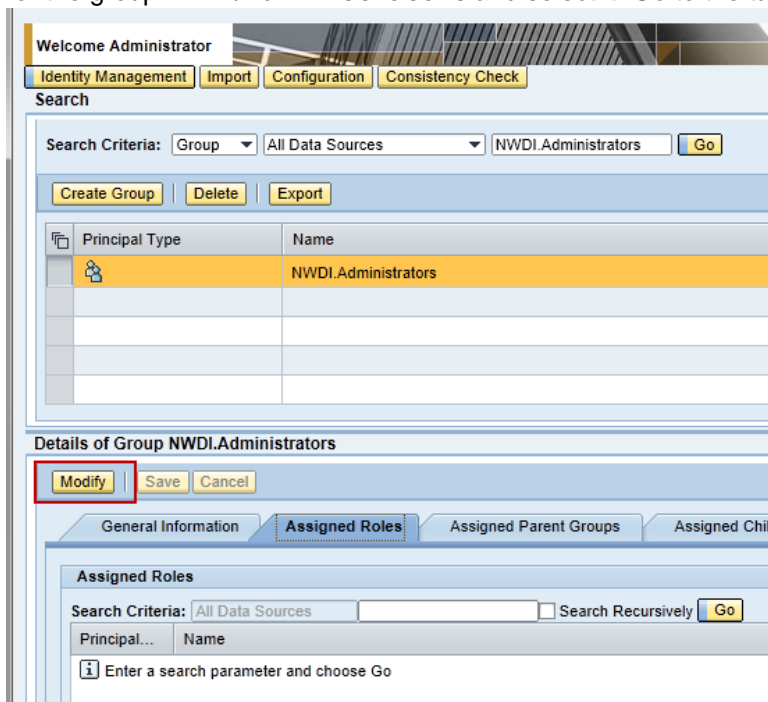 Welcome Administrator
Identity Management Import Configuration Consistency Check
Search
Search Criteria: Group All Data Sources NWDI.Administrators Go
Create Group Delete Export
Principal Type Name
NWDI.Administrators
Details of Group NWDI.Administrators
Modify Save Cancel
General Information Assigned Roles Assigned Parent Groups Assigned Chi
Assigned Roles
Search Criteria: All Data Sources Search Recursively Go
Principal... Name
Enter a search parameter and choose Go